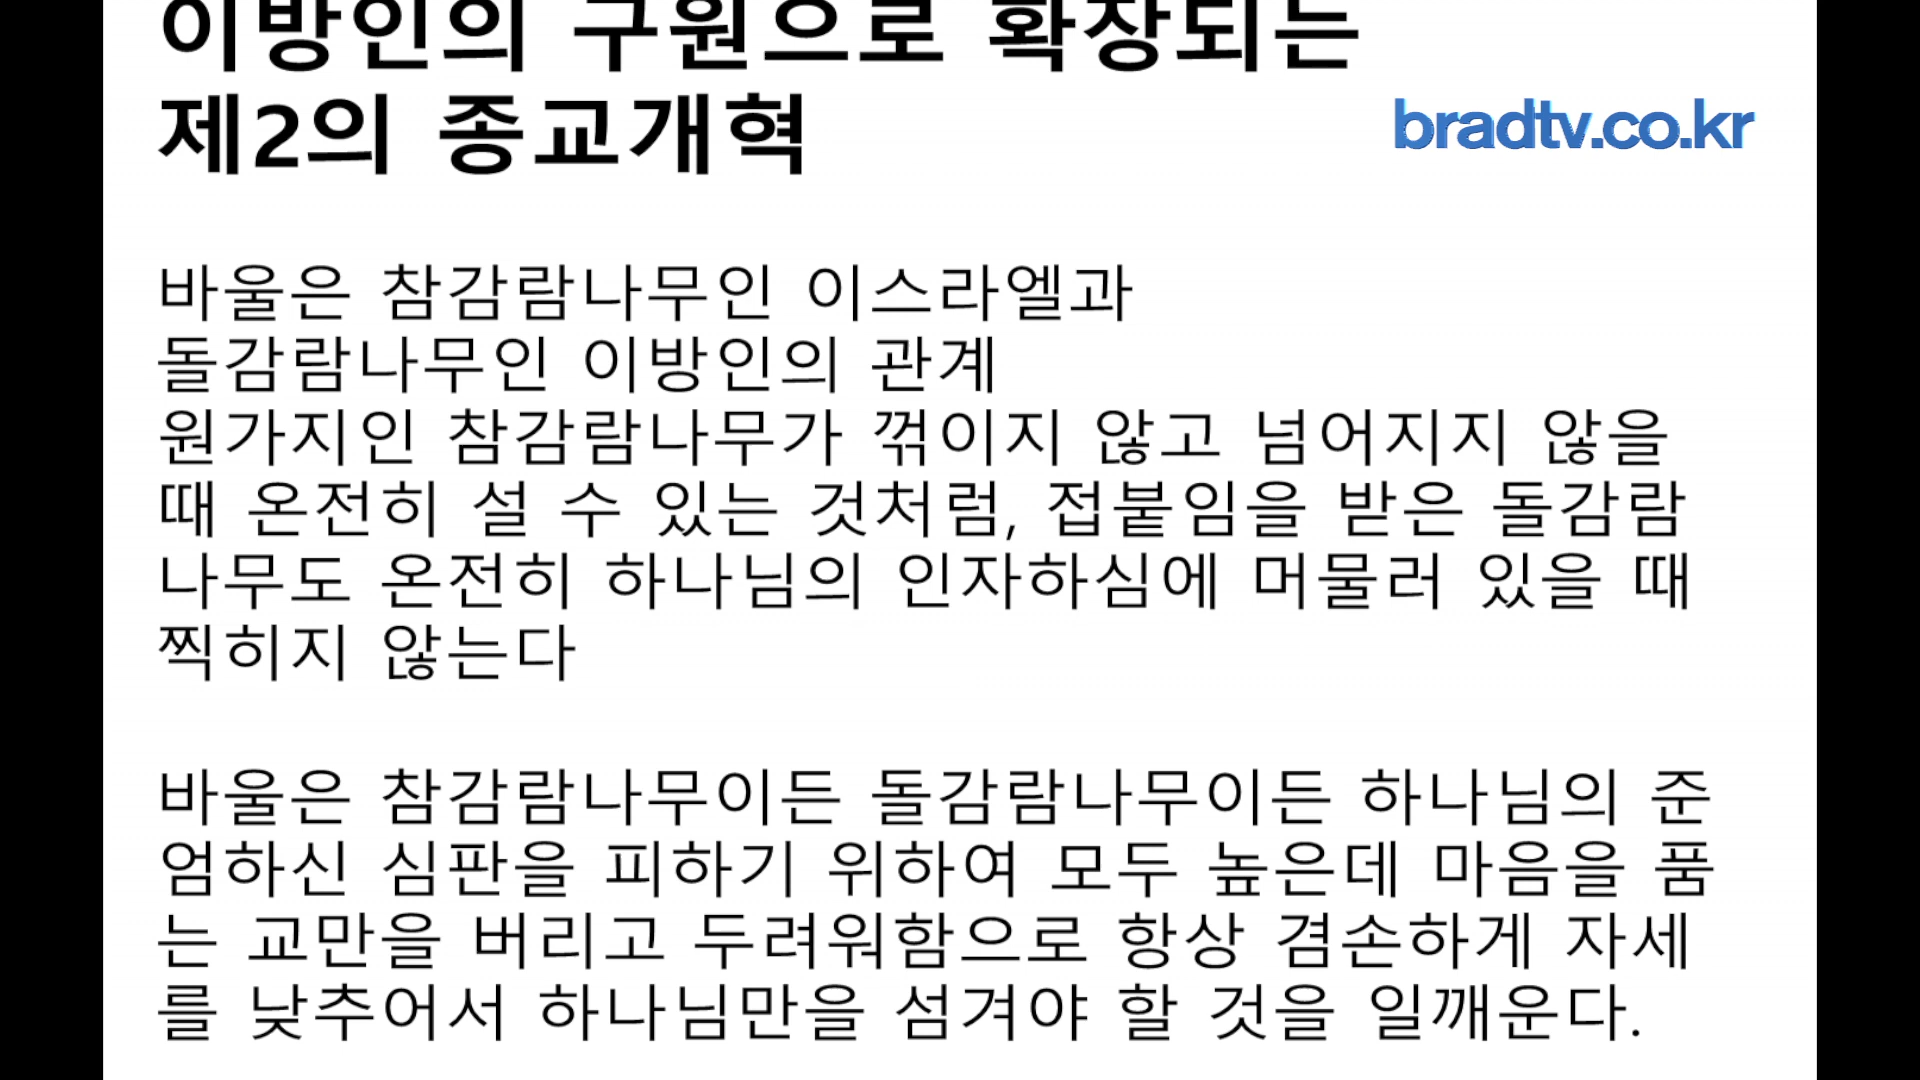 이방인의 구원으로 확장되는
제2의 종교개혁
bradtv.co.kr
바울은 참감람나무인 이스라엘과
돌감람나무인 이방인의 관계
원가지인 참감람나무가 꺾이지 않고 넘어지지 않을
때 온전히 설 수 있는 것처럼, 접붙임을 받은 돌감람
나무도 온전히 하나님의 인자하심에 머물러 있을 때
찍히지 않는다
바울은 참감람나무이든 돌감람나무이든 하나님의 준
엄하신 심판을 피하기 위하여 모두 높은데 마음을 품
는 교만을 버리고 두려워함으로 항상 겸손하게 자세
를 낮추어서 하나님만을 섬겨야 할 것을 일깨운다.